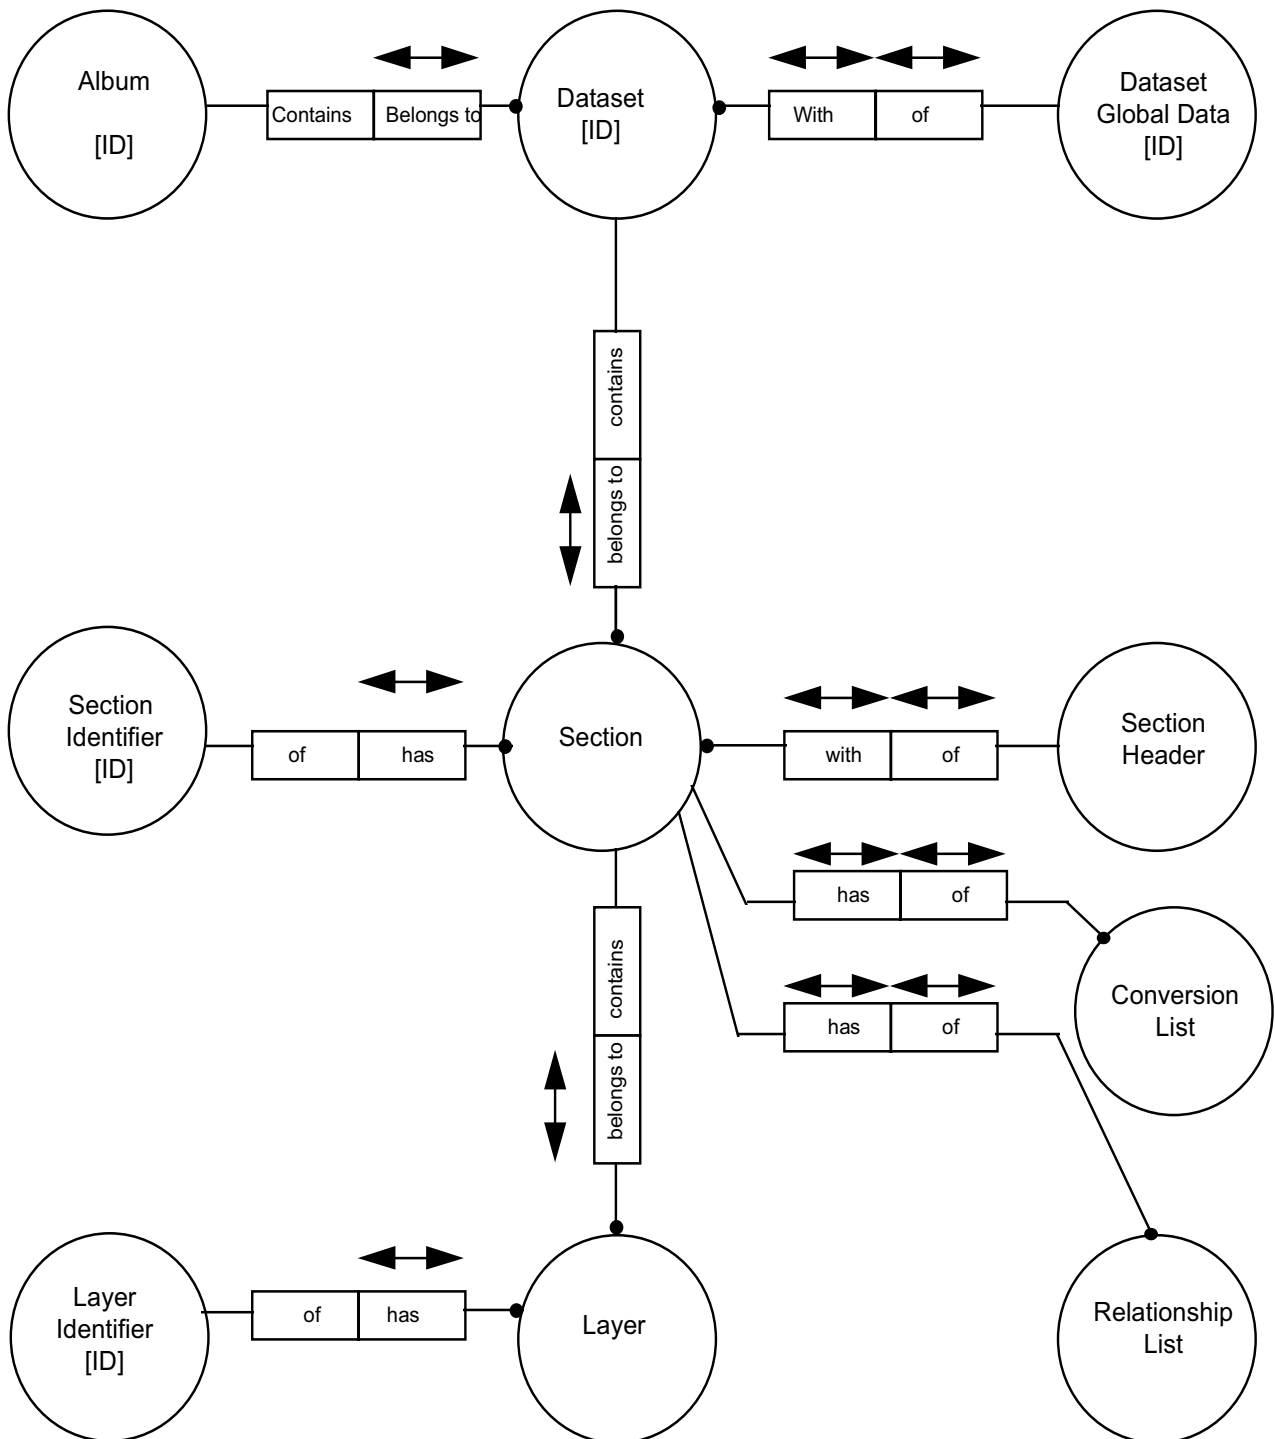 Album
[ID]
Contains
Belongs to
Dataset
[ID]
With
of
Dataset
Global Data
[ID]
contains
belongs to
Section
Identifier
[ID]
of
has
Section
with
of
Section
Header
has
of
Conversion
List
has
of
contains
belongs to
Layer
Identifier
[ID]
of
has
Layer
Relationship
List